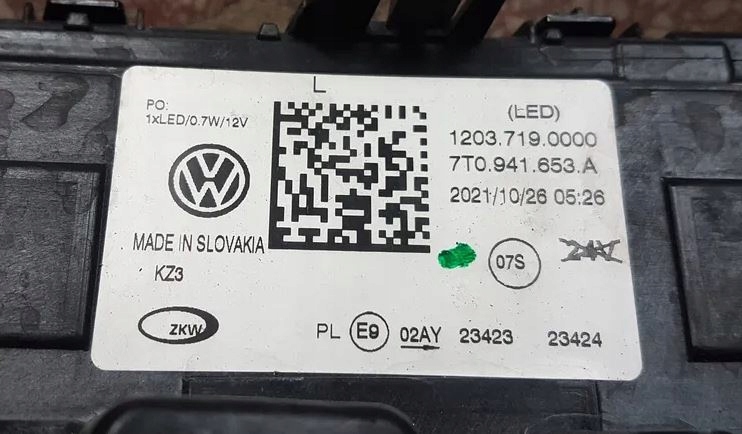 L
PO:
1xLED/0.7W/12V
(LED)
1203.719.0000
7T0.941.653.A
2021/10/26 05:26
MADE IN SLOVAKIA
KZ3
07S
ZKW
PL E9 02AY 23423 23424